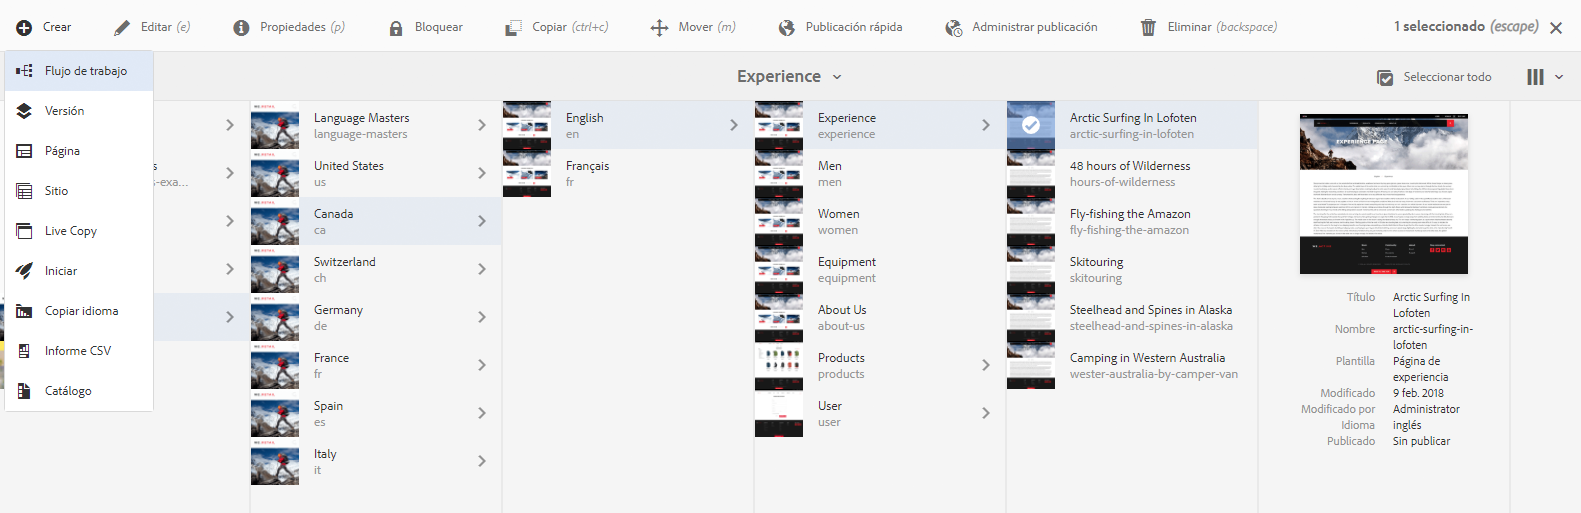 Crear
Editar (e)
Propiedades (p)
Bloquear
Copiar (ctrl+c)
Mover (m)
Publicación rápida
Administrar publicación
Eliminar (backspace)
1 seleccionado (escape)
Experience
Seleccionar todo
Flujo de trabajo
Versión
Página
Sitio
Live Copy
Iniciar
Copiar idioma
Informe CSV
Catálogo
s
s-exa...
Language Masters
language-masters
United States
us
Canada
ca
Switzerland
ch
Germany
de
France
fr
Spain
es
Italy
it
English
en
Français
fr
Experience
experience
Men
men
Women
women
Equipment
equipment
About Us
about-us
Products
products
User
user
Arctic Surfing In Lofoten
arctic-surfing-in-lofoten
48 hours of Wilderness
hours-of-wilderness
Fly-fishing the Amazon
fly-fishing-the-amazon
Skitouring
skitouring
Steelhead and Spines in Alaska
steelhead-and-spines-in-alaska
Camping in Western Australia
wester-australia-by-camper-van
EXPERIENCE PAGE
Título Arctic Surfing In
Lofoten
Nombre arctic-surfing-in-
lofoten
Plantilla Página de
experiencia
Modificado 9 feb. 2018
Modificado por Administrator
Idioma inglés
Publicado Sin publicar